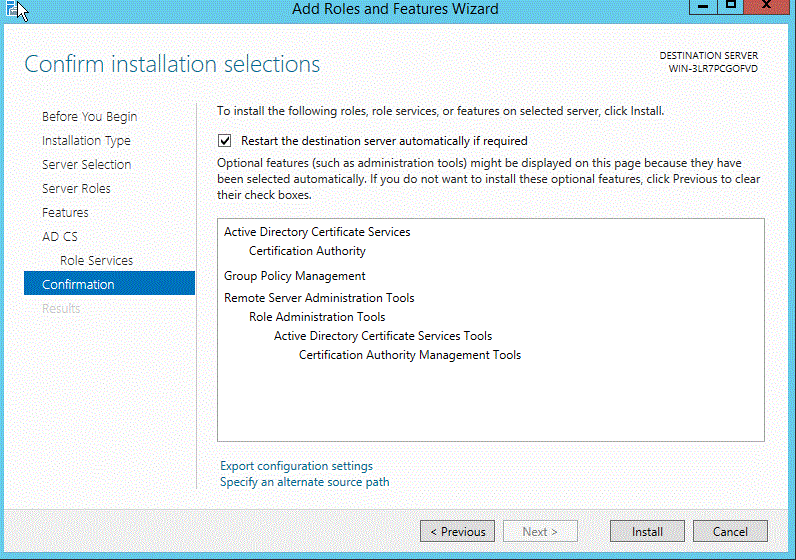 Add Roles and Features Wizard
Confirm installation selections
DESTINATION SERVER
WIN-3LR7PCGOFVD
Before You Begin
Installation Type
Server Selection
Server Roles
Features
AD CS
Role Services
Confirmation
Results
To install the following roles, role services, or features on selected server, click Install.
Restart the destination server automatically if required
Optional features (such as administration tools) might be displayed on this page because they have
been selected automatically. If you do not want to install these optional features, click Previous to clear
their check boxes.
Active Directory Certificate Services
Certification Authority
Group Policy Management
Remote Server Administration Tools
Role Administration Tools
Active Directory Certificate Services Tools
Certification Authority Management Tools
Export configuration settings
Specify an alternate source path
< Previous
Next >
Install
Cancel